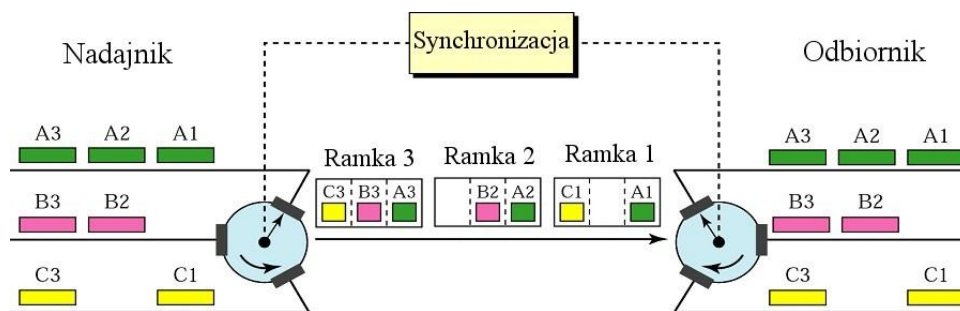 Synchronizacja
Nadajnik
Odbiornik
A3 A2 A1
Ramka 3 Ramka 2 Ramka 1
A3 A2 A1
C3 B3 A3 B2 A2 C1 A1
B3 B2
B3 B2
C3 C1
C3 C1